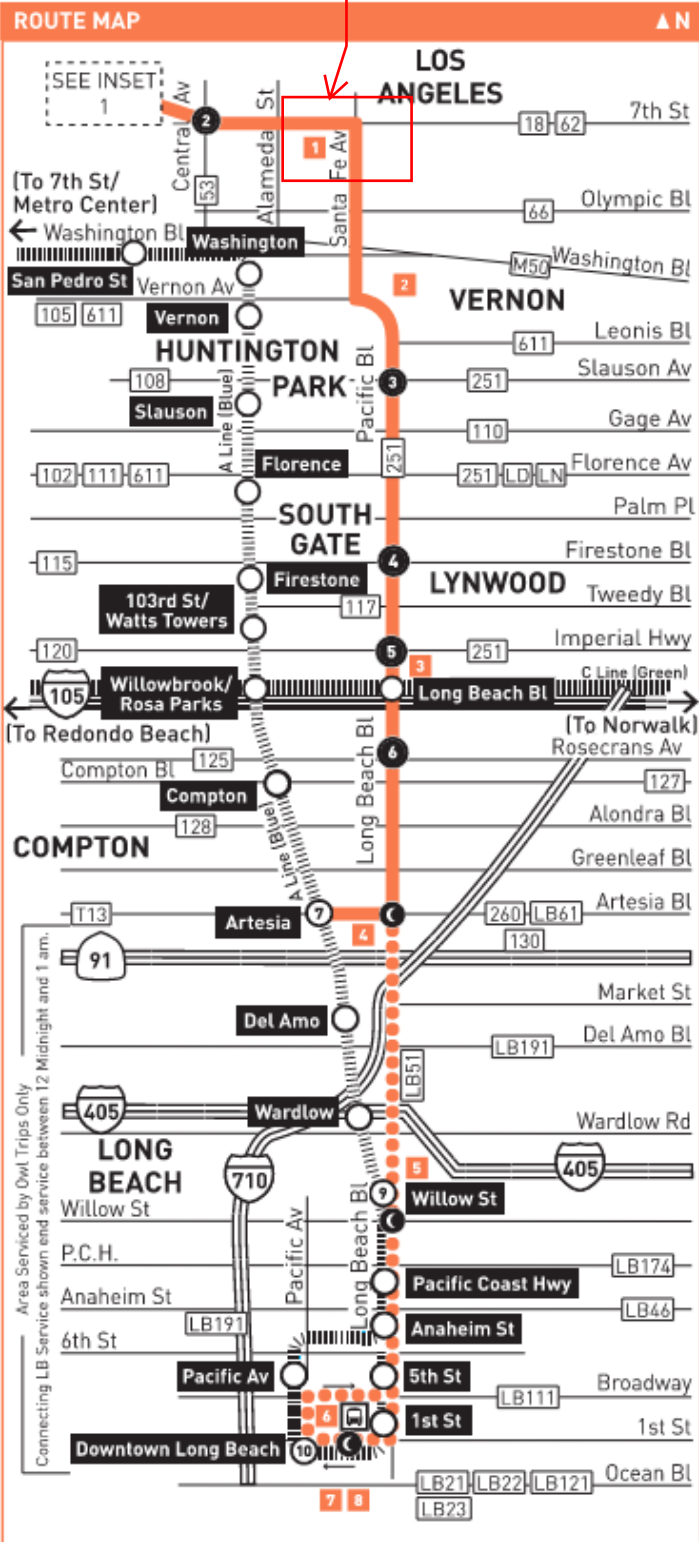 ROUTE MAP
▲N
SEE INSET
1
Central Av
Alameda St
LOS
ANGELES
2
7th St
18
62
1
Santa Fe Av
53
(To 7th St/
Metro Center)
Olympic Bl
66
Washington Bl
Washington
M50
Washington Bl
San Pedro St
Vernon Av
2
VERNON
105
611
Vernon
Leonis Bl
611
HUNTINGTON
PARK
Slauson Av
108
3
251
Pacific Bl
Slauson
A Line (Blue)
Gage Av
110
Florence
251
Florence Av
102
111
611
251
LD
LN
Palm Pl
SOUTH
GATE
Firestone Bl
115
4
Firestone
LYNWOOD
Tweedy Bl
103rd St/
Watts Towers
117
Imperial Hwy
120
5
251
3
C Line (Green)
105
Willowbrook/
Rosa Parks
Long Beach Bl
(To Redondo Beach)
(To Norwalk)
Rosecrans Av
125
6
Compton Bl
127
Long Beach Bl
Compton
Alondra Bl
128
COMPTON
A Line (Blue)
Greenleaf Bl
Artesia Bl
T13
7
260
LB61
Artesia
4
130
91
Market St
Del Amo
Del Amo Bl
LB191
LB51
405
Wardlow
Wardlow Rd
LONG
BEACH
710
5
405
9
Willow St
Willow St
Area Serviced by Owl Trips Only
Connecting LB Service shown end service between 12 Midnight and 1 am.
Pacific Av
Long Beach Bl
P.C.H.
LB174
Pacific Coast Hwy
Anaheim St
LB46
LB191
Anaheim St
6th St
Pacific Av
5th St
Broadway
LB111
6
1st St
1st St
Downtown Long Beach
10
Ocean Bl
LB21
LB22
LB121
7
8
LB23